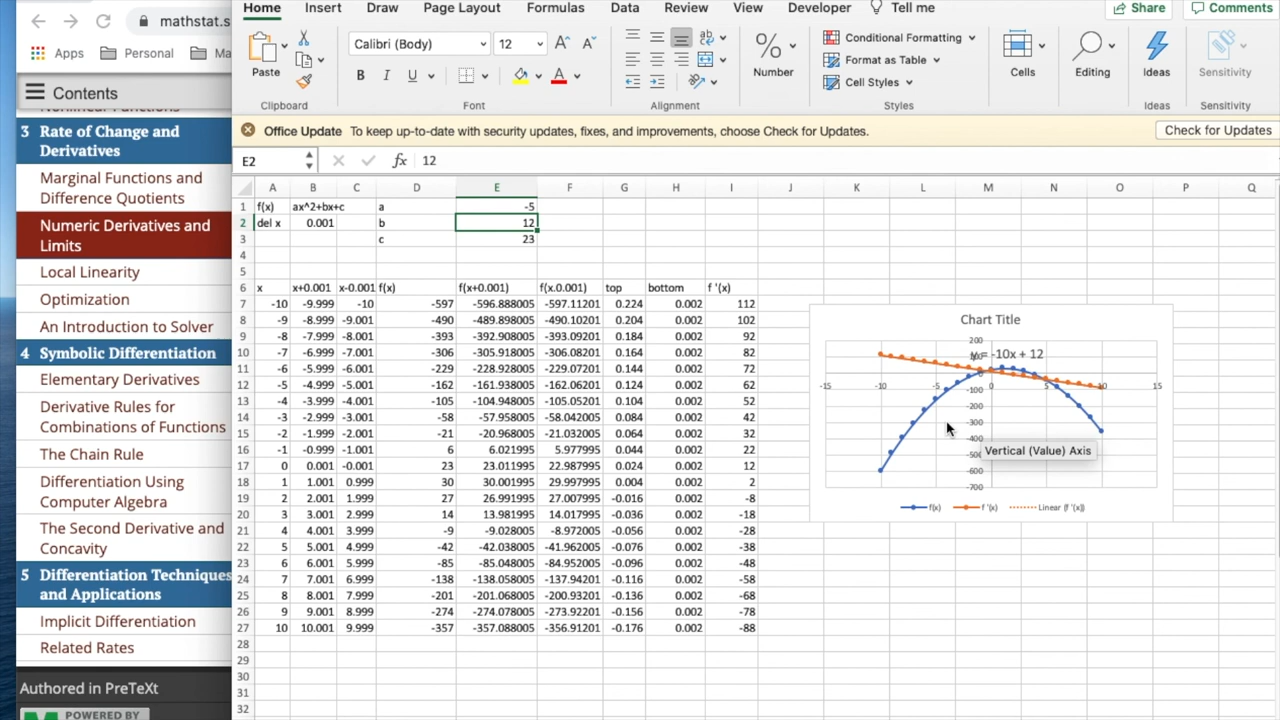 mathstat.s
Apps Personal Ma
Contents
Nonlinear Functions
3 Rate of Change and
Derivatives
Marginal Functions and
Difference Quotients
Numeric Derivatives and
Limits
Local Linearity
Optimization
An Introduction to Solver
4 Symbolic Differentiation
Elementary Derivatives
Derivative Rules for
Combinations of Functions
The Chain Rule
Differentiation Using
Computer Algebra
The Second Derivative and
Concavity
5 Differentiation Techniques
and Applications
Implicit Differentiation
Related Rates
Authored in PreTeXt
POWERED BY
Home Insert Draw Page Layout Formulas Data Review View Developer Tell me Share Comments
Paste Calibri (Body) 12 A A Number Conditional Formatting Cells Editing Ideas Sensitivity
B I U A Format as Table
Cell Styles
Clipboard Font Alignment Styles Ideas Sensitivity
Office Update To keep up-to-date with security updates, fixes, and improvements, choose Check for Updates. Check for Updates
E2 fx 12
A B C D E F G H I J K L M N O P Q
1 f(x) ax^2+bx+c a -5
2 del x 0.001 b 12
3 c 23
4
5
6 x x+0.001 x-0.001 f(x) f(x+0.001) f(x.0.001) top bottom f '(x)
7 -10 -9.999 -10 -597 -596.888005 -597.11201 0.224 0.002 112
8 -9 -8.999 -9.001 -490 -489.898005 -490.10201 0.204 0.002 102
9 -8 -7.999 -8.001 -393 -392.908005 -393.09201 0.184 0.002 92
10 -7 -6.999 -7.001 -306 -305.918005 -306.08201 0.164 0.002 82
11 -6 -5.999 -6.001 -229 -228.928005 -229.07201 0.144 0.002 72
12 -5 -4.999 -5.001 -162 -161.938005 -162.06201 0.124 0.002 62
13 -4 -3.999 -4.001 -105 -104.948005 -105.05201 0.104 0.002 52
14 -3 -2.999 -3.001 -58 -57.958005 -58.042005 0.084 0.002 42
15 -2 -1.999 -2.001 -21 -20.968005 -21.032005 0.064 0.002 32
16 -1 -0.999 -1.001 6 6.021995 5.977995 0.044 0.002 22
17 0 0.001 -0.001 23 23.011995 22.987995 0.024 0.002 12
18 1 1.001 0.999 30 30.001995 29.997995 0.004 0.002 2
19 2 2.001 1.999 27 26.991995 27.007995 -0.016 0.002 -8
20 3 3.001 2.999 14 13.981995 14.017995 -0.036 0.002 -18
21 4 4.001 3.999 -9 -9.028005 -8.972005 -0.056 0.002 -28
22 5 5.001 4.999 -42 -42.038005 -41.962005 -0.076 0.002 -38
23 6 6.001 5.999 -85 -85.048005 -84.952005 -0.096 0.002 -48
24 7 7.001 6.999 -138 -138.058005 -137.94201 -0.116 0.002 -58
25 8 8.001 7.999 -201 -201.068005 -200.93201 -0.136 0.002 -68
26 9 9.001 8.999 -274 -274.078005 -273.92201 -0.156 0.002 -78
27 10 10.001 9.999 -357 -357.088005 -356.91201 -0.176 0.002 -88
28
29
30
31
32
Chart Title
200
y = -10x + 12
0
-15 -10 -5 0 5 10 15
-100
-200
-300
-400
Vertical (Value) Axis
-500
-600
-700
f(x) f '(x) Linear (f '(x))